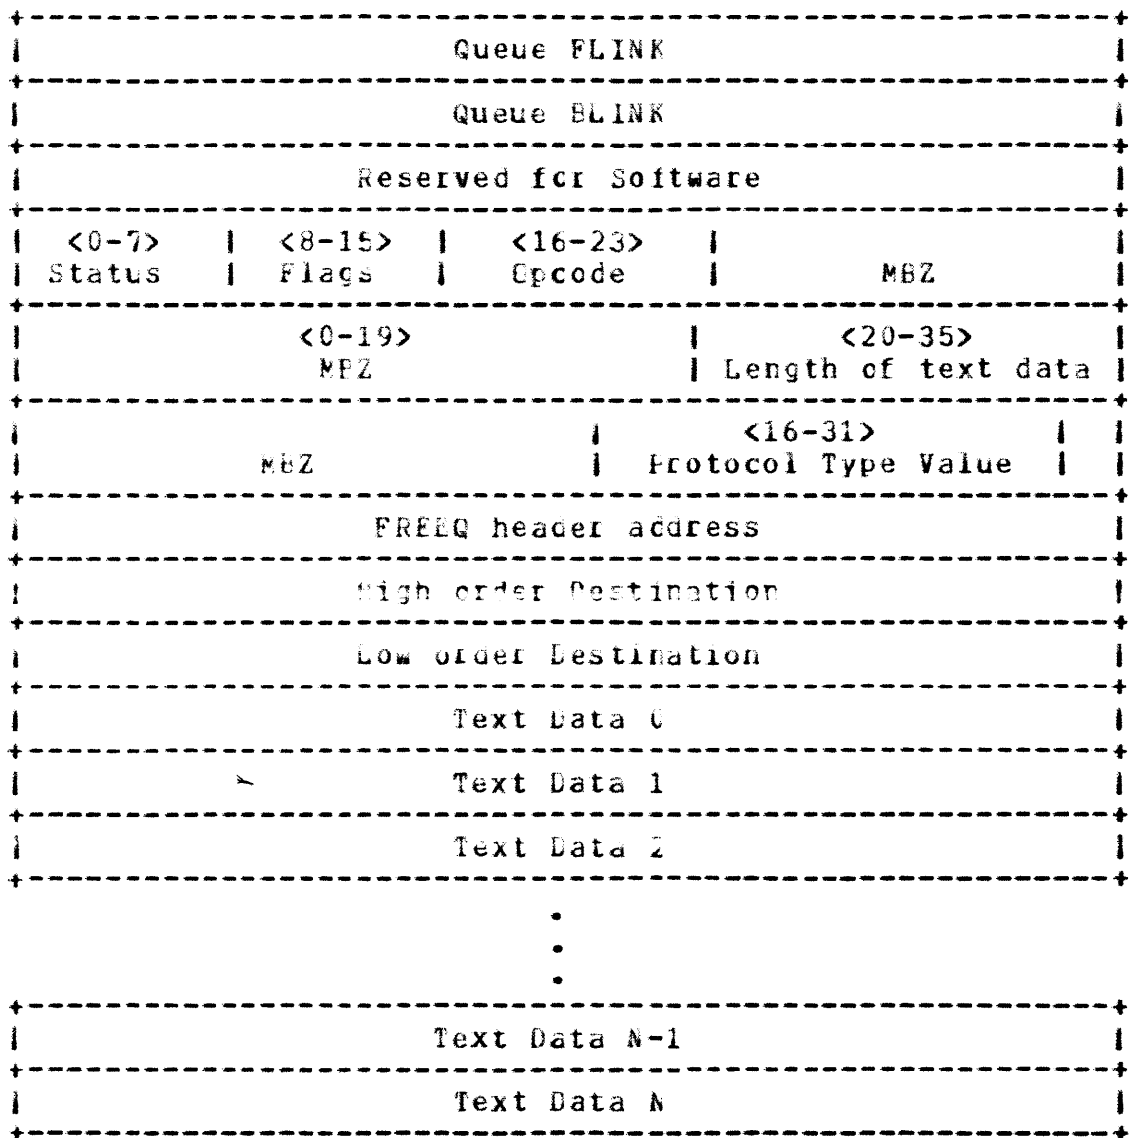 Queue FLINK
Queue BLINK
Reserved for Software
<0-7> | <8-15> | <16-23> |
Status | Flags | Opcode | MBZ
<0-19> | <20-35>
MBZ | Length of text data
<16-31>
MBZ | Protocol Type Value |
FREEQ header address
High order Destination
Low order Destination
Text Data 0
Text Data 1
Text Data 2
.
.
.
Text Data N-1
Text Data N